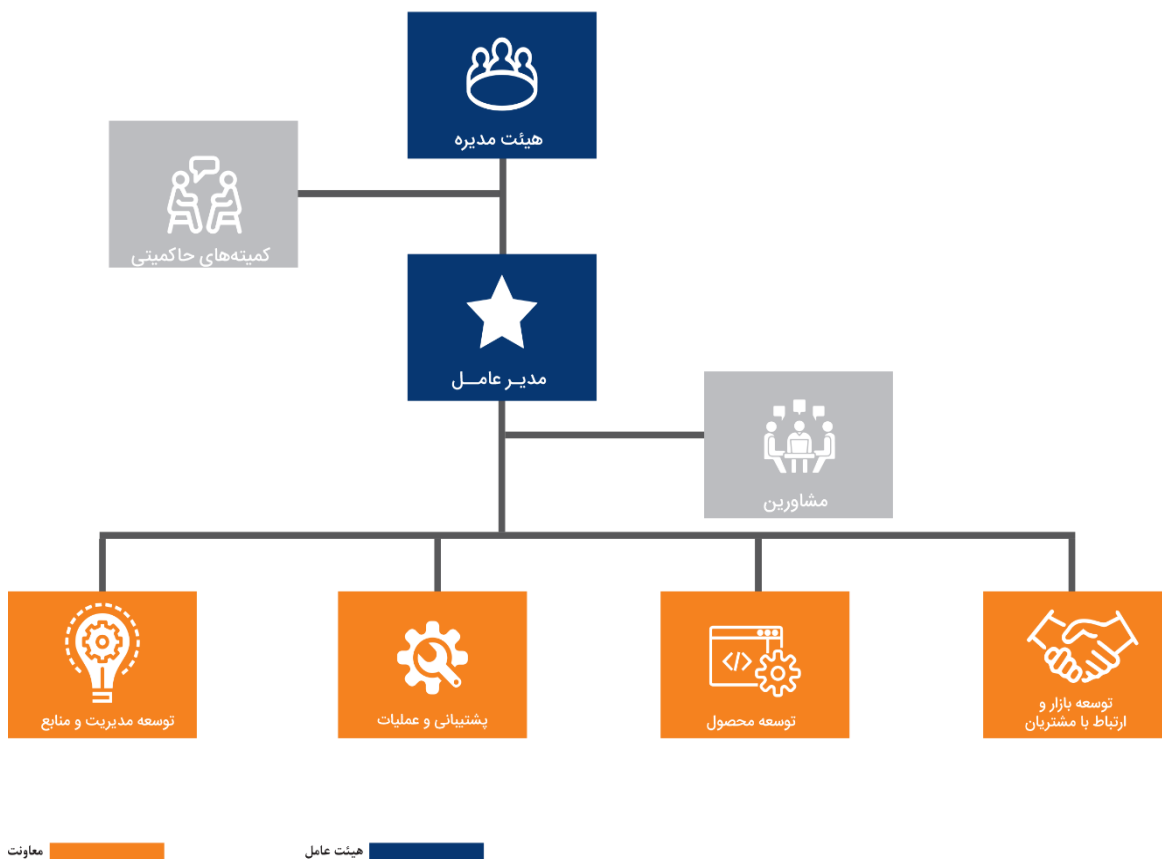 هیئت مدیره
کمیته‌های حاکمیتی
مدیـر عامــل
مشاورین
توسعه بازار و
ارتباط با مشتریان
توسعه محصول
پشتیبانی و عملیات
توسعه مدیریت و منابع
هیئت عامل
معاونت